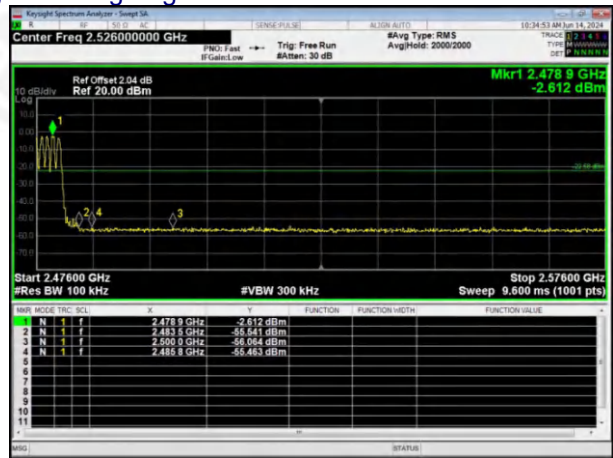 Keysight Spectrum Analyzer - Swept SA
R RF 50 Ω AC SENSE:PULSE ALIGN AUTO 10:34:53 AM Jun 14, 2024
Center Freq 2.526000000 GHz #Avg Type: RMS TRACE 1 2 3 4 5 6
PNO: Fast Trig: Free Run Avg|Hold: 2000/2000 TYPE M
IFGain:Low #Atten: 30 dB DET P N N N N N
Ref Offset 2.04 dB Mkr1 2.478 9 GHz
10 dB/div Ref 20.00 dBm -2.612 dBm
Log
10.0
0.00
-10.0
-20.0
-30.0
-40.0
-50.0
-60.0
-70.0
1
2 4 3
Start 2.47600 GHz Stop 2.57600 GHz
#Res BW 100 kHz #VBW 300 kHz Sweep 9.600 ms (1001 pts)
MKR MODE TRC SCL X Y FUNCTION FUNCTION WIDTH FUNCTION VALUE
1 N 1 f 2.478 9 GHz -2.612 dBm
2 N 1 f 2.483 5 GHz -55.541 dBm
3 N 1 f 2.500 0 GHz -56.064 dBm
4 N 1 f 2.485 8 GHz -55.463 dBm
5
6
7
8
9
10
11
MSG STATUS